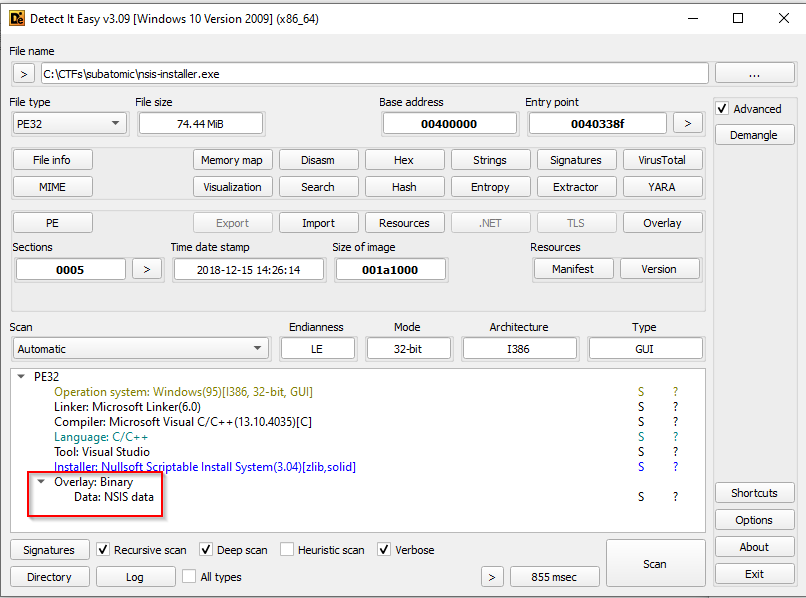 Detect It Easy v3.09 [Windows 10 Version 2009] (x86_64)
File name
> C:\CTFs\subatomic\nsis-installer.exe ...
File type File size Base address Entry point
PE32 74.44 MiB 00400000 0040338f > Advanced
Demangle
File info Memory map Disasm Hex Strings Signatures VirusTotal
MIME Visualization Search Hash Entropy Extractor YARA
PE Export Import Resources .NET TLS Overlay
Sections Time date stamp Size of image Resources
0005 > 2018-12-15 14:26:14 001a1000 Manifest Version
Scan Endianness Mode Architecture Type
Automatic LE 32-bit I386 GUI
PE32
Operation system: Windows(95)[I386, 32-bit, GUI] S ?
Linker: Microsoft Linker(6.0) S ?
Compiler: Microsoft Visual C/C++(13.10.4035)[C] S ?
Language: C/C++ S ?
Tool: Visual Studio S ?
Installer: Nullsoft Scriptable Install System(3.04)[zlib,solid] S ?
Overlay: Binary
Data: NSIS data S ?
Shortcuts
Options
Signatures Recursive scan Deep scan Heuristic scan Verbose Scan About
Directory Log All types > 855 msec Exit